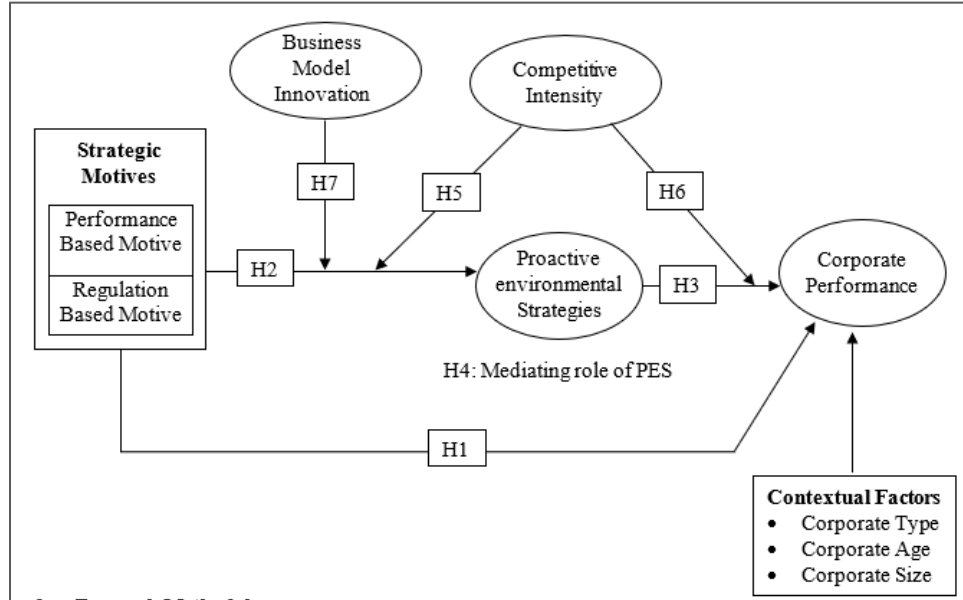 Business
Model
Innovation
Competitive
Intensity
Strategic
Motives
H7
H5
H6
Performance
Based Motive
Regulation
Based Motive
H2
Proactive
environmental
Strategies
H3
Corporate
Performance
H4: Mediating role of PES
H1
Contextual Factors
• Corporate Type
• Corporate Age
• Corporate Size